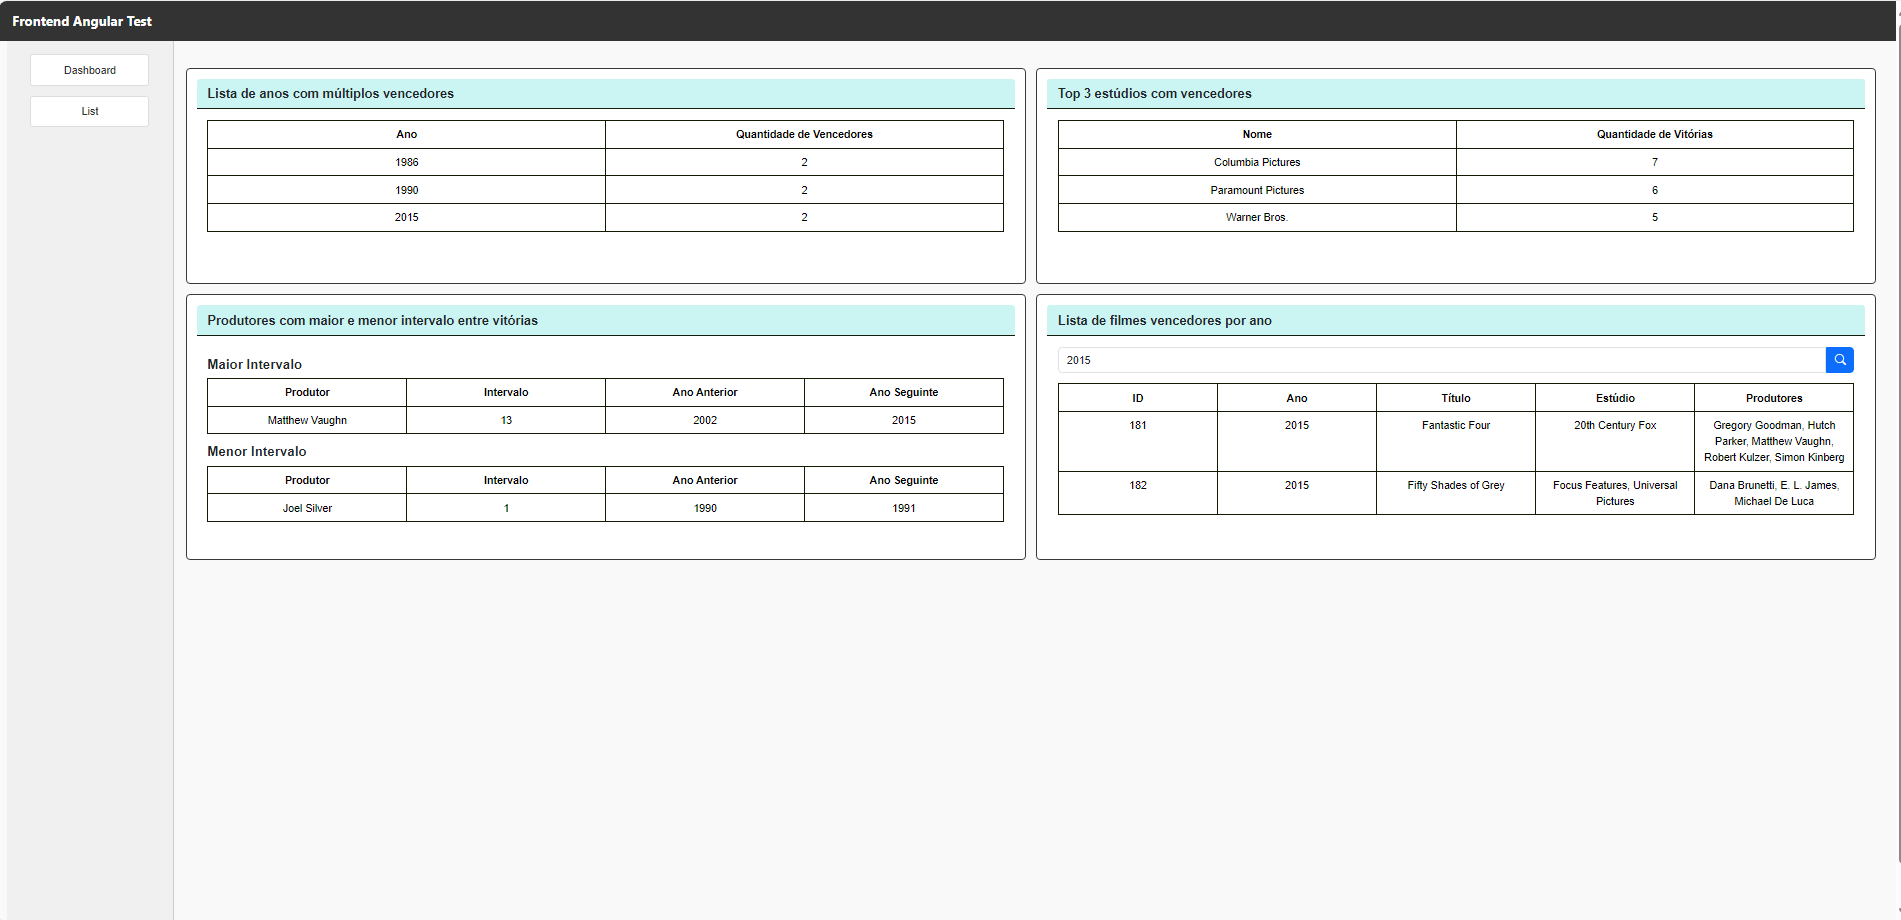 Frontend Angular Test
Dashboard
List
Lista de anos com múltiplos vencedores
Ano Quantidade de Vencedores
1986 2
1990 2
2015 2
Top 3 estúdios com vencedores
Nome Quantidade de Vitórias
Columbia Pictures 7
Paramount Pictures 6
Warner Bros. 5
Produtores com maior e menor intervalo entre vitórias
Maior Intervalo
Produtor Intervalo Ano Anterior Ano Seguinte
Matthew Vaughn 13 2002 2015
Menor Intervalo
Produtor Intervalo Ano Anterior Ano Seguinte
Joel Silver 1 1990 1991
Lista de filmes vencedores por ano
2015
ID Ano Título Estúdio Produtores
181 2015 Fantastic Four 20th Century Fox Gregory Goodman, Hutch
Parker, Matthew Vaughn,
Robert Kulzer, Simon Kinberg
182 2015 Fifty Shades of Grey Focus Features, Universal Dana Brunetti, E. L. James,
Pictures Michael De Luca